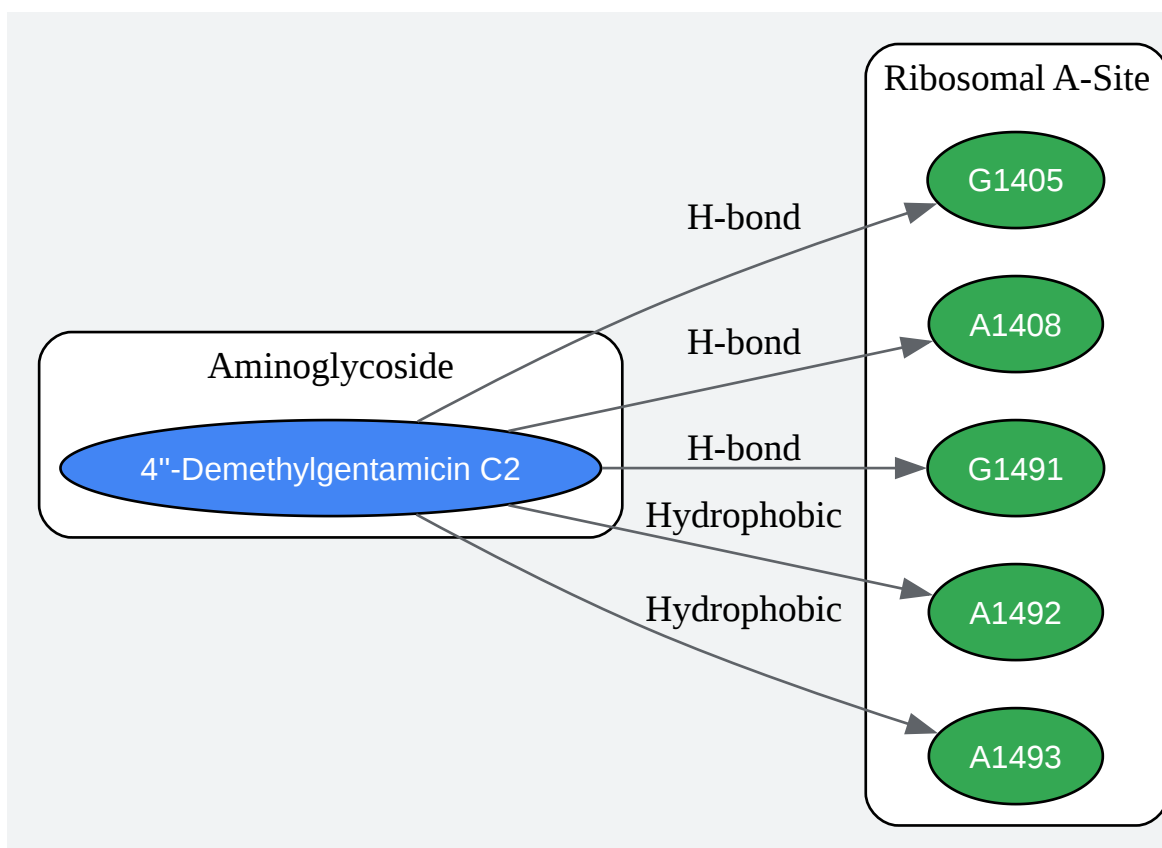 Ribosomal A-Site
G1405
H-bond
A1408
H-bond
Aminoglycoside
4"-Demethylgentamicin C2
H-bond
G1491
Hydrophobic
A1492
Hydrophobic
A1493